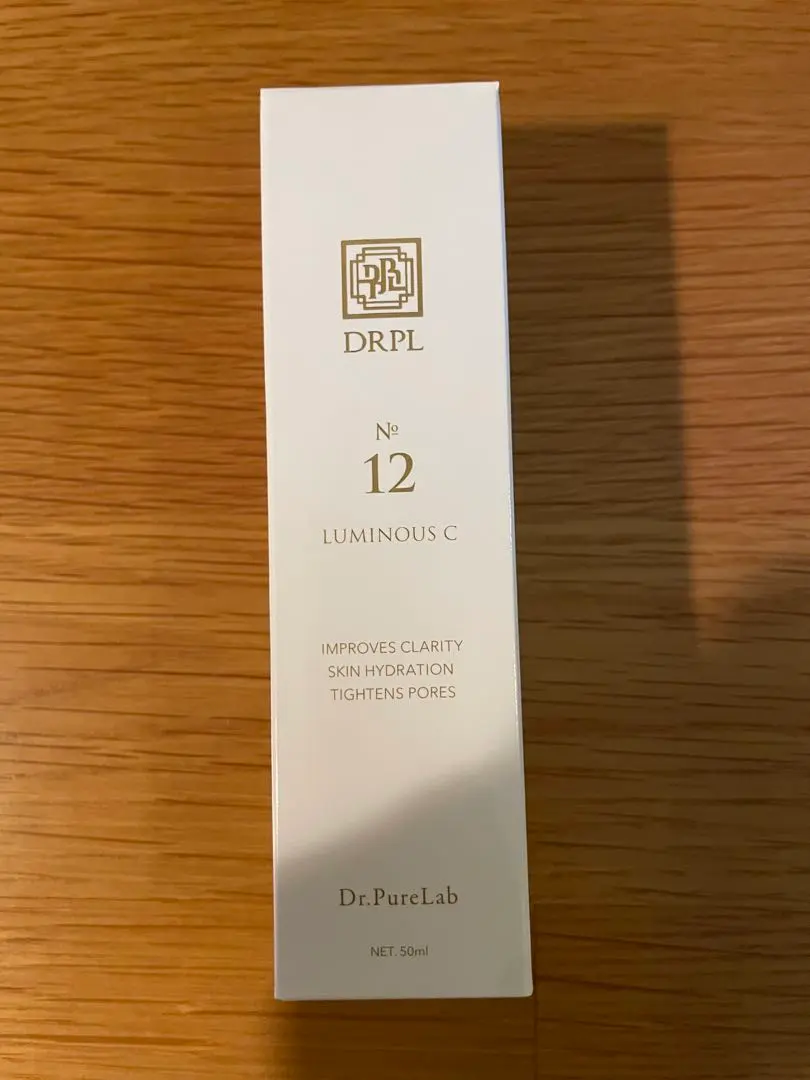 DRPL
Nº
12
LUMINOUS C
IMPROVES CLARITY
SKIN HYDRATION
TIGHTENS PORES
Dr.PureLab
NET. 50ml